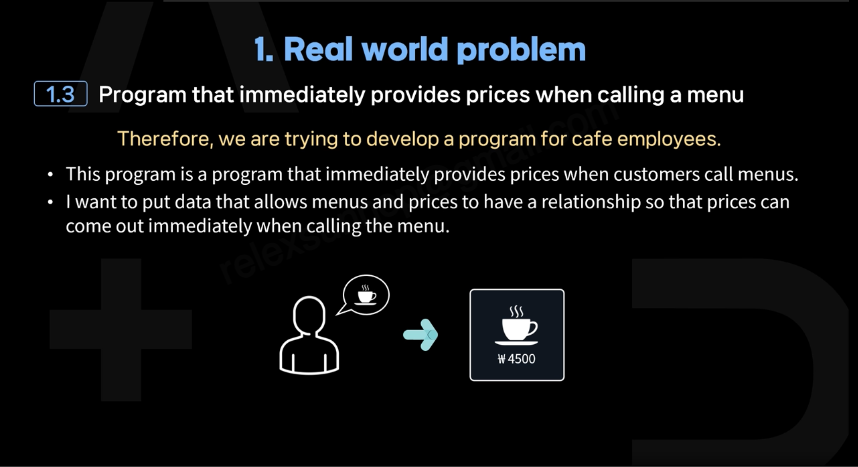 1. Real world problem
1.3 Program that immediately provides prices when calling a menu
Therefore, we are trying to develop a program for cafe employees.
• This program is a program that immediately provides prices when customers call menus.
• I want to put data that allows menus and prices to have a relationship so that prices can
come out immediately when calling the menu.
₩ 4500